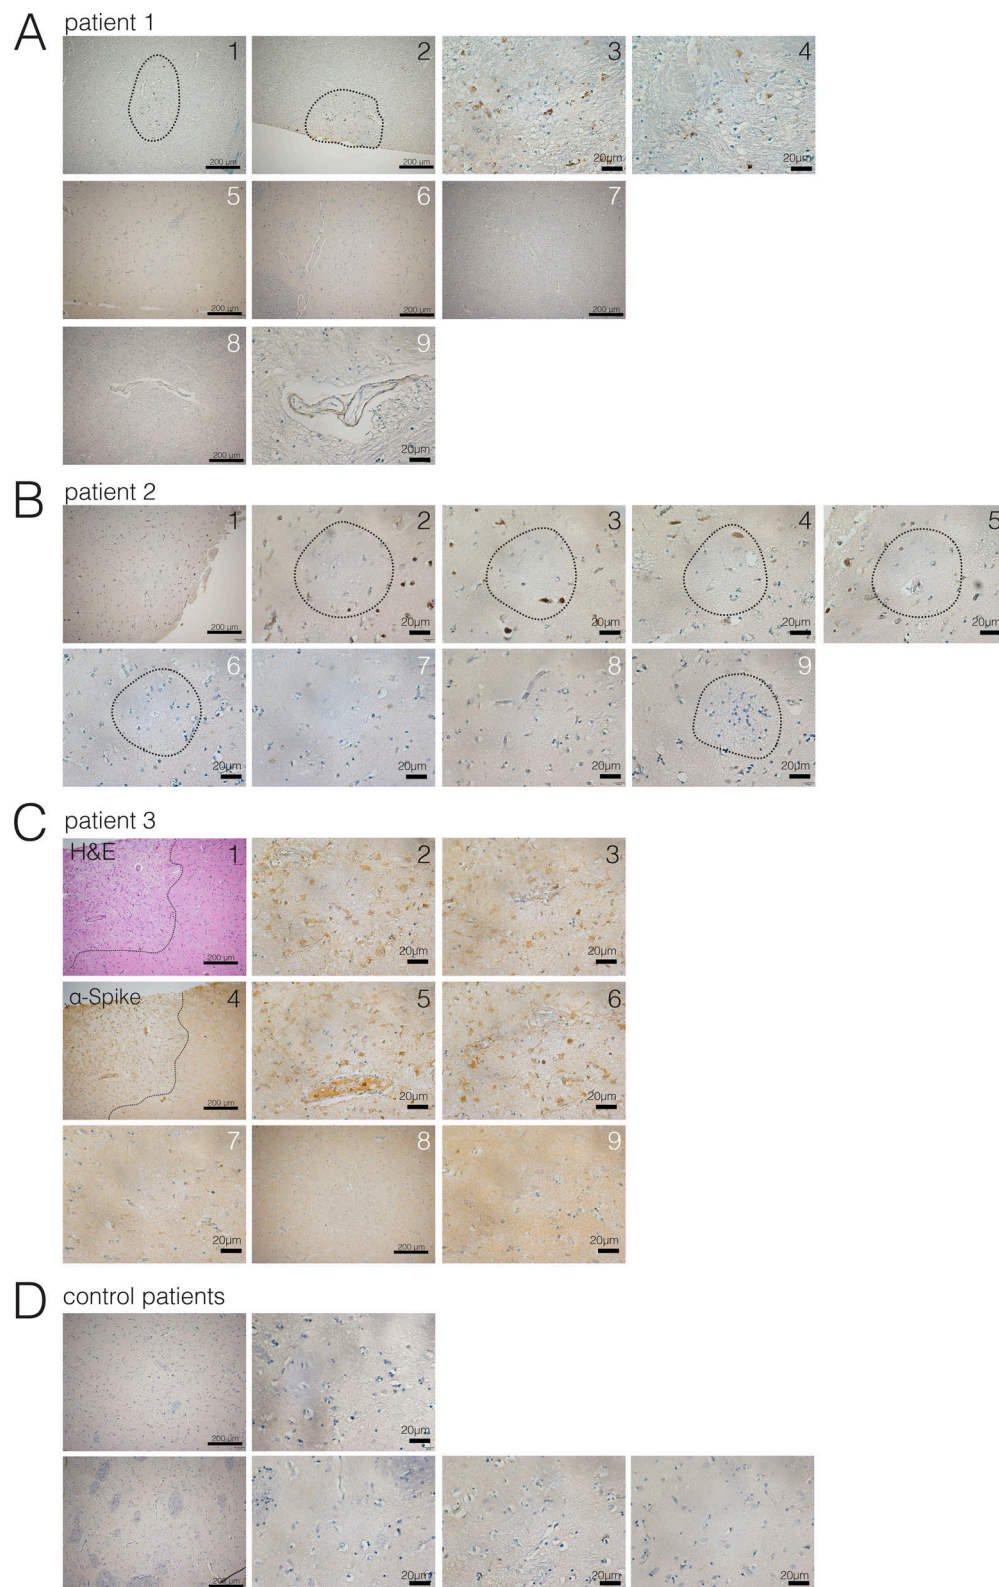 A patient 1
1 2 3 4
200 µm 200 µm 20µm 20µm
5 6 7
200 µm 200 µm 200 µm
8 9
200 µm 20µm
B patient 2
1 2 3 4 5
200 µm 20µm 20µm 20µm 20µm
6 7 8 9
20µm 20µm 20µm 20µm
C patient 3
H&E 1 2 3
200 µm 20µm 20µm
α-Spike 4 5 6
200 µm 20µm 20µm
7 8 9
20µm 200 µm 20µm
D control patients
200 µm 20µm
200 µm 20µm 20µm 20µm